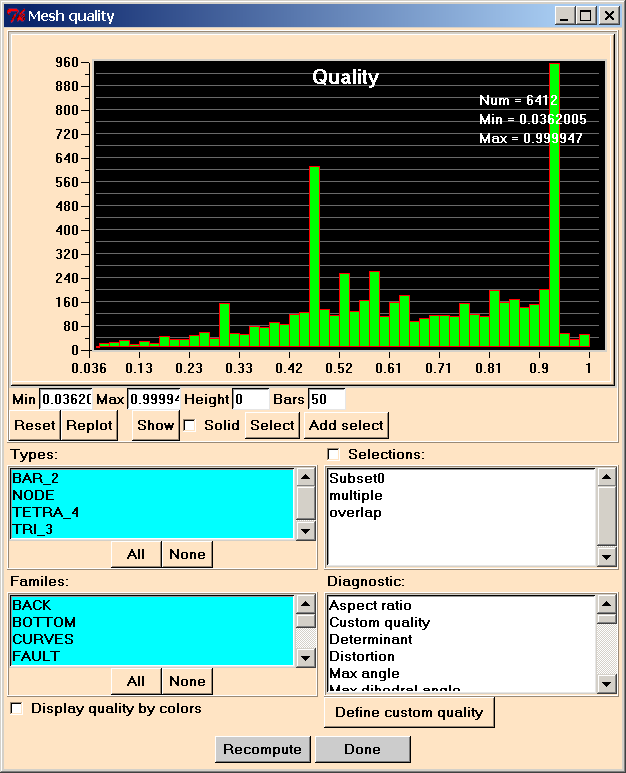 Mesh quality
Quality
Num = 6412
Min = 0.0362005
Max = 0.999947
960
880
800
720
640
560
480
400
320
240
160
80
0
0.036 0.13 0.23 0.33 0.42 0.52 0.61 0.71 0.81 0.9 1
Min 0.03620 Max 0.99994 Height 0 Bars 50
Reset Replot Show Solid Select Add select
Types: Selections:
BAR_2
NODE
TETRA_4
TRI_3
Subset0
multiple
overlap
All None
Familes: Diagnostic:
BACK
BOTTOM
CURVES
FAULT
Aspect ratio
Custom quality
Determinant
Distortion
Max angle
Max dihedral angle
All None
Display quality by colors
Define custom quality
Recompute Done